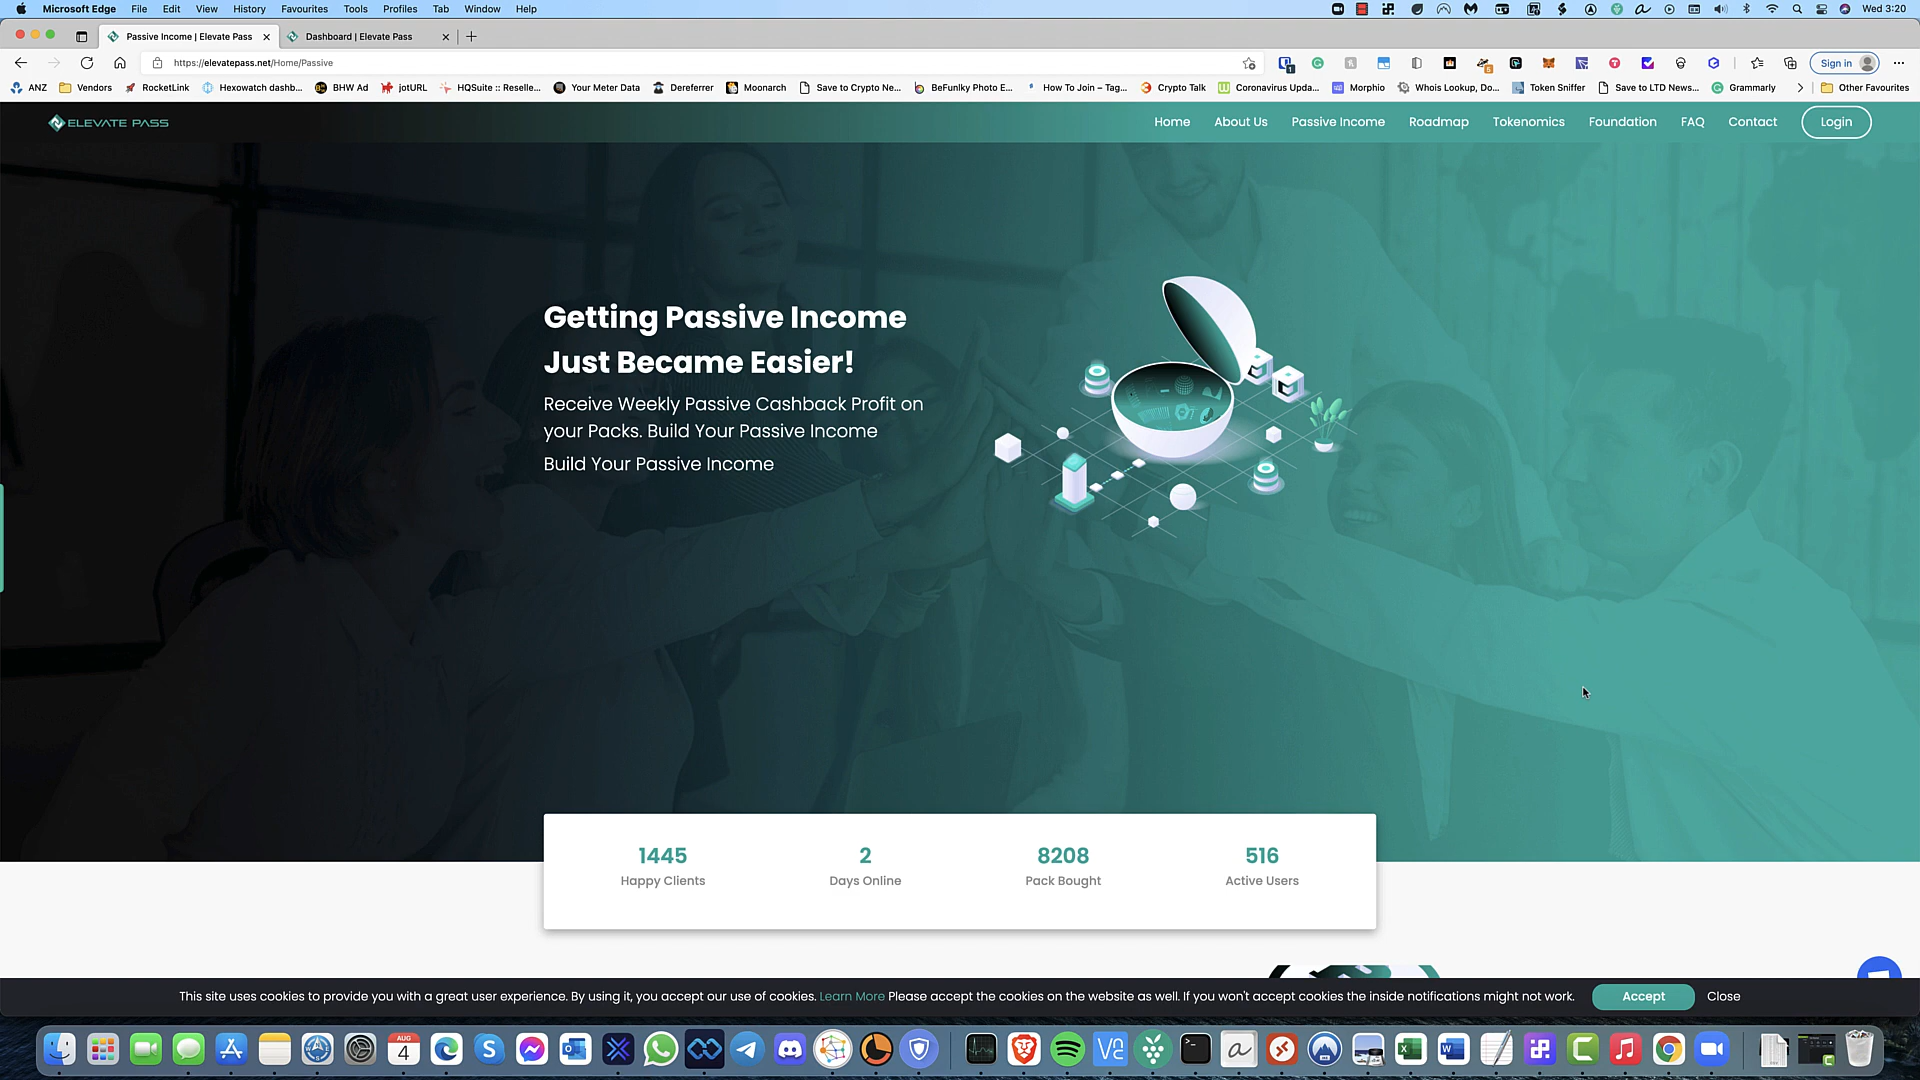 Microsoft Edge File Edit View History Favourites Tools Profiles Tab Window Help Wed 3:20
Passive Income | Elevate Pass Dashboard | Elevate Pass
https://elevatepass.net/Home/Passive Sign in
ANZ Vendors RocketLink Hexowatch dashb... BHW Ad jotURL HQSuite :: Reselle... Your Meter Data Dereferrer Moonarch Save to Crypto Ne... BeFunlky Photo E... How To Join – Tag... Crypto Talk Coronavirus Upda... Morphio Whois Lookup, Do... Token Sniffer Save to LTD News... Grammarly Other Favourites
ELEVATE PASS Home About Us Passive Income Roadmap Tokenomics Foundation FAQ Contact Login
Getting Passive Income
Just Became Easier!
Receive Weekly Passive Cashback Profit on
your Packs. Build Your Passive Income
Build Your Passive Income
1445 2 8208 516
Happy Clients Days Online Pack Bought Active Users
This site uses cookies to provide you with a great user experience. By using it, you accept our use of cookies. Learn More Please accept the cookies on the website as well. If you won't accept cookies the inside notifications might not work. Accept Close
AUG
4